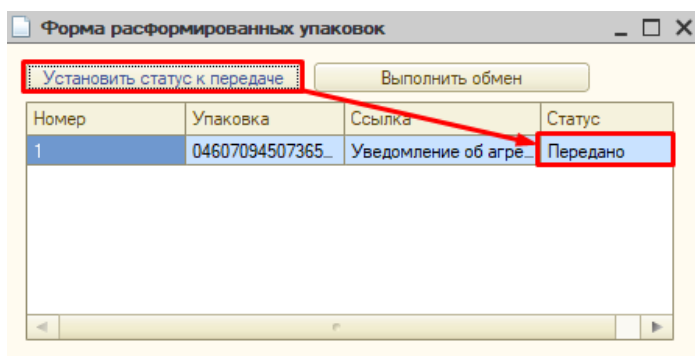 Форма расформированных упаковок
Установить статус к передаче Выполнить обмен
Номер Упаковка Ссылка Статус
1 04607094507365... Уведомление об агре... Передано